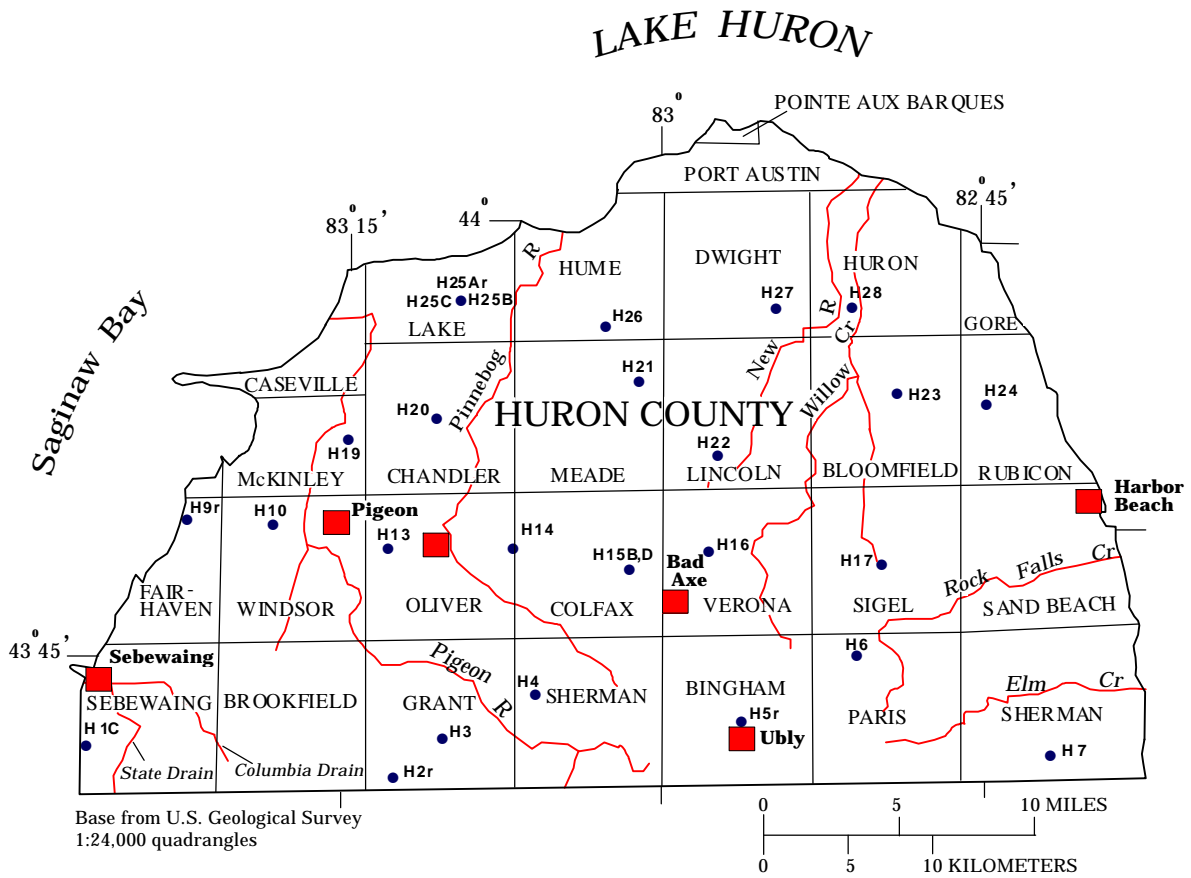 LAKE HURON
83°
POINTE AUX BARQUES
PORT AUSTIN
82° 45'
83° 15'
44°
R
HUME
DWIGHT
HURON
H25Ar
H25C
H25B
H27
R
H28
Saginaw Bay
LAKE
H26
Cr
GORE
New
Pinnebog
H21
Willow
CASEVILLE
H20
HURON COUNTY
H23
H24
H19
H22
McKINLEY
CHANDLER
MEADE
LINCOLN
BLOOMFIELD
RUBICON
Harbor
Beach
H9r
H10
Pigeon
H13
H14
H15B,D
Bad
Axe
H16
H17
Rock Falls Cr
FAIR-
HAVEN
WINDSOR
OLIVER
COLFAX
VERONA
SIGEL
SAND BEACH
43° 45'
Sebewaing
Pigeon
R
H6
H4
SEBEWAING
BROOKFIELD
GRANT
SHERMAN
BINGHAM
PARIS
Elm Cr
SHERMAN
H 1C
H3
H5r
Ubly
H 7
State Drain
Columbia Drain
H2r
Base from U.S. Geological Survey
1:24,000 quadrangles
0 5 10 MILES
0 5 10 KILOMETERS